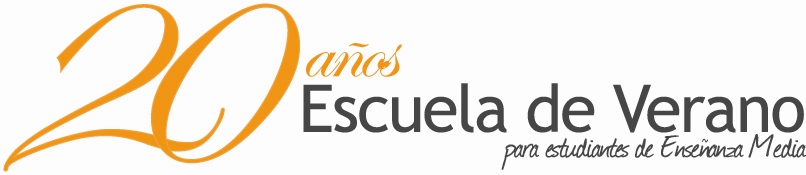 20 años
Escuela de Verano
para estudiantes de Enseñanza Media